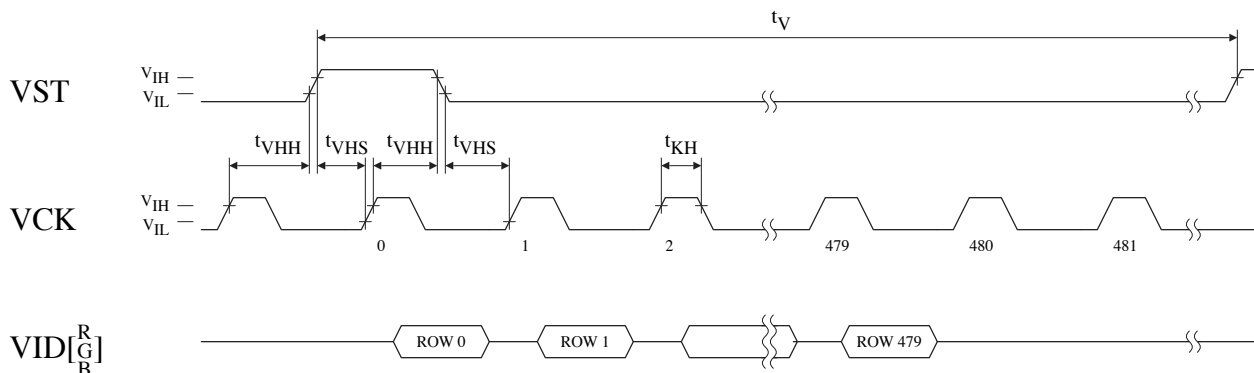 tV
VST
VIH
VIL
tVHH tVHS tVHH tVHS tKH
VCK
VIH
VIL
0 1 2 479 480 481
VID[R G B]
ROW 0 ROW 1 ROW 479